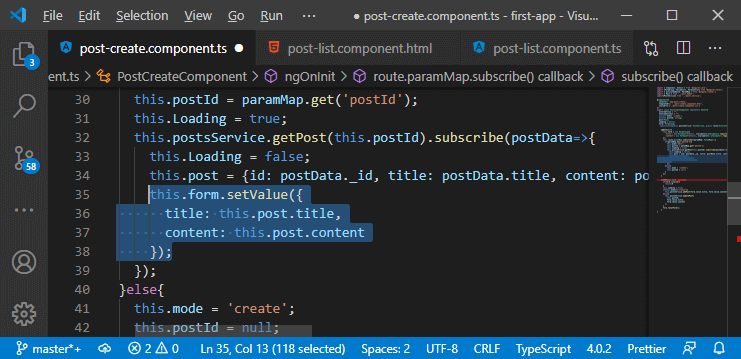 File Edit Selection View Go Run ··· ● post-create.component.ts - first-app - Visu...
post-create.component.ts ● post-list.component.html post-list.component.ts ···
ent.ts > PostCreateComponent > ngOnInit > route.paramMap.subscribe() callback > subscribe() callback
30 this.postId = paramMap.get('postId');
31 this.Loading = true;
32 this.postsService.getPost(this.postId).subscribe(postData=>{
33 this.Loading = false;
34 this.post = {id: postData._id, title: postData.title, content: po
35 this.form.setValue({
36 title: this.post.title,
37 content: this.post.content
38 });
39 });
40 }else{
41 this.mode = 'create';
42 this.postId = null;
3
58
master*+ 2 0 Ln 35, Col 13 (118 selected) Spaces: 2 UTF-8 CRLF TypeScript 4.0.2 Prettier